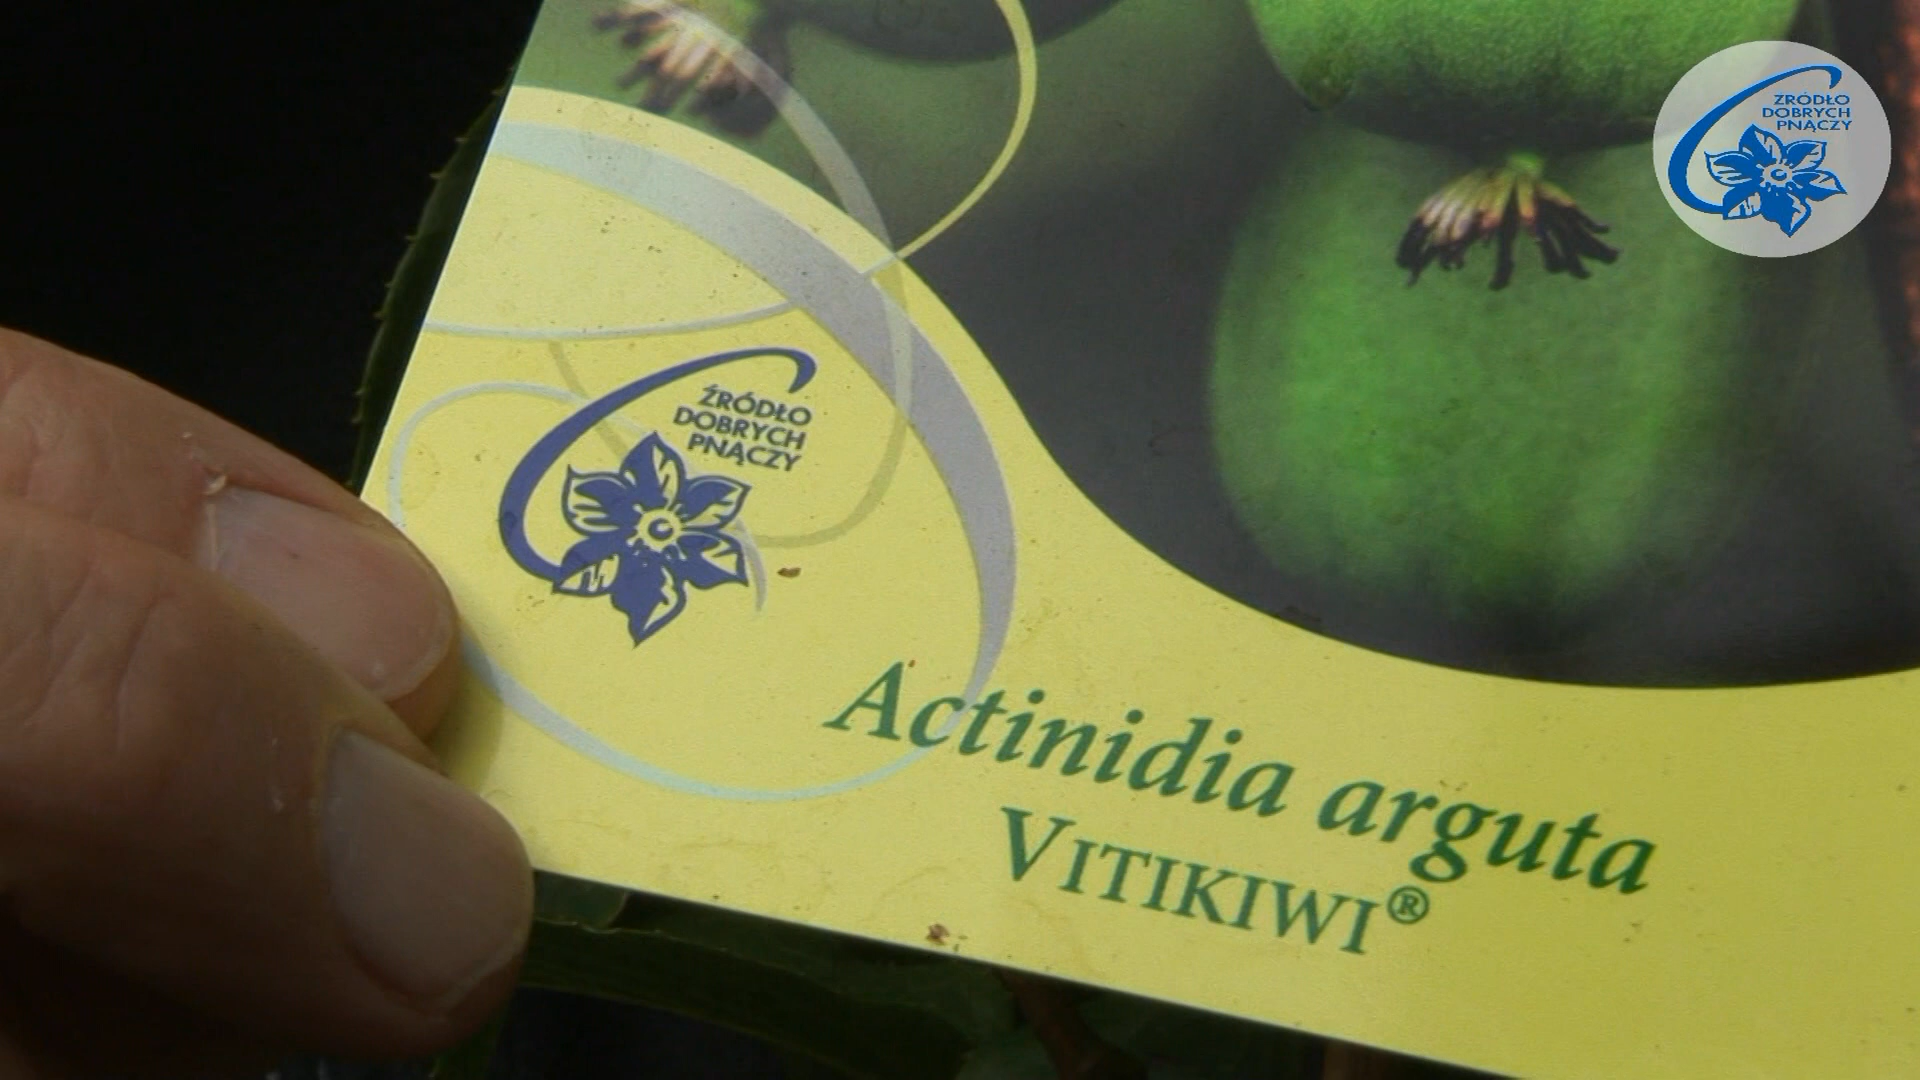 ŹRÓDŁO
DOBRYCH
PNĄCZY
ŹRÓDŁO
DOBRYCH
PNĄCZY
Actinidia arguta
VITIKIWI®